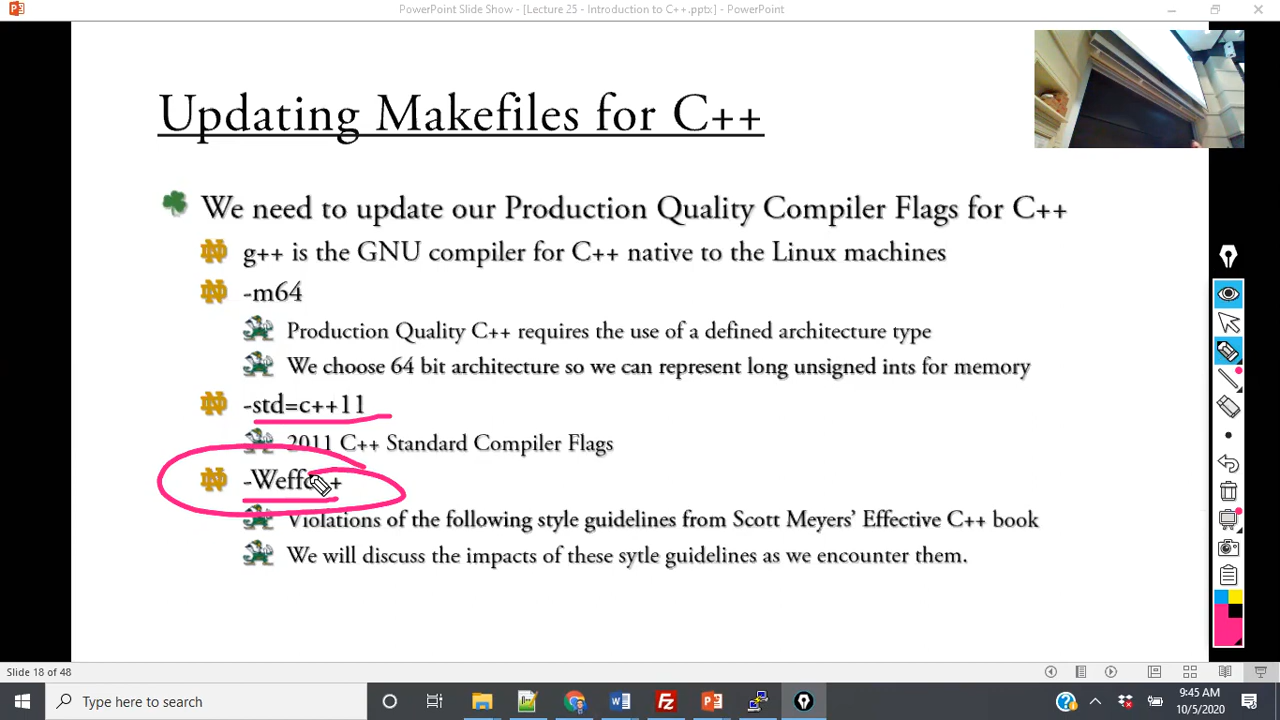 PowerPoint Slide Show - [Lecture 25 - Introduction to C++.pptx] - PowerPoint
Updating Makefiles for C++
We need to update our Production Quality Compiler Flags for C++
g++ is the GNU compiler for C++ native to the Linux machines
-m64
Production Quality C++ requires the use of a defined architecture type
We choose 64 bit architecture so we can represent long unsigned ints for memory
-std=c++11
2011 C++ Standard Compiler Flags
-Weffc++
Violations of the following style guidelines from Scott Meyers' Effective C++ book
We will discuss the impacts of these sytle guidelines as we encounter them.
Slide 18 of 48
Type here to search
9:45 AM
10/5/2020